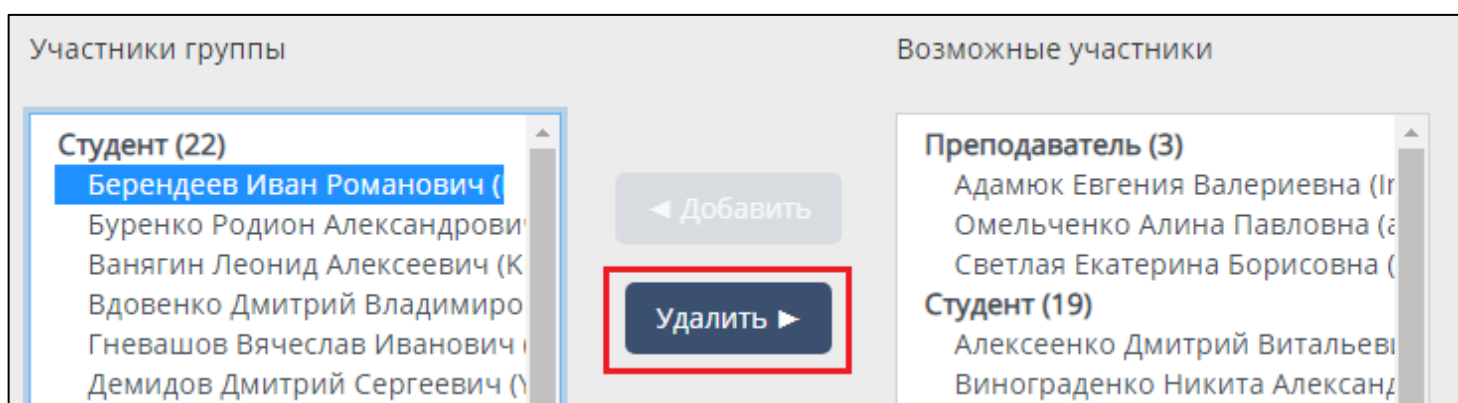 Участники группы
Студент (22)
Берендеев Иван Романович (
Буренко Родион Александрови
Ванягин Леонид Алексеевич (К
Вдовенко Дмитрий Владимиро
Гневашов Вячеслав Иванович
Демидов Дмитрий Сергеевич (
◄ Добавить
Удалить ►
Возможные участники
Преподаватель (3)
Адамюк Евгения Валериевна (Ir
Омельченко Алина Павловна (а
Светлая Екатерина Борисовна (
Студент (19)
Алексеенко Дмитрий Витальев
Винограденко Никита Александ